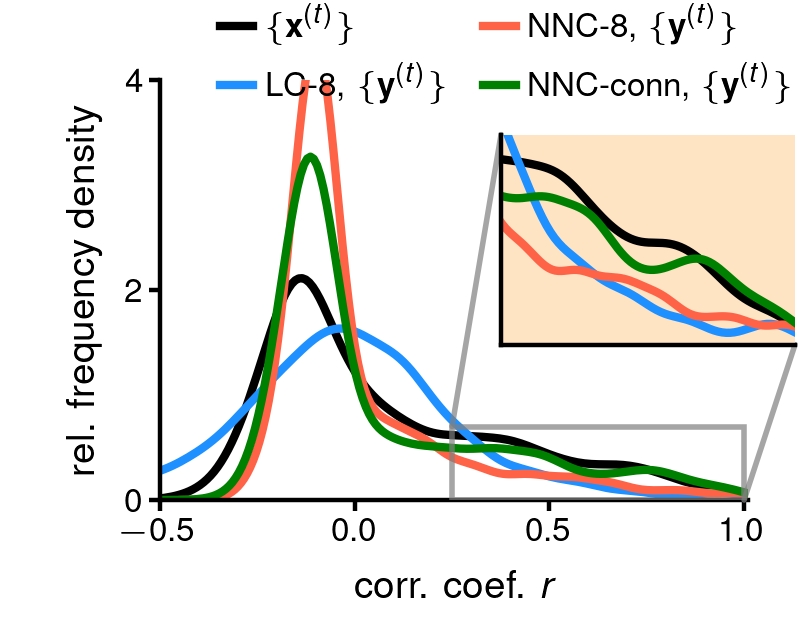 {x^(t)} NNC-8, {y^(t)}
LC-8, {y^(t)} NNC-conn, {y^(t)}
rel. frequency density
4
2
0
−0.5 0.0 0.5 1.0
corr. coef. r